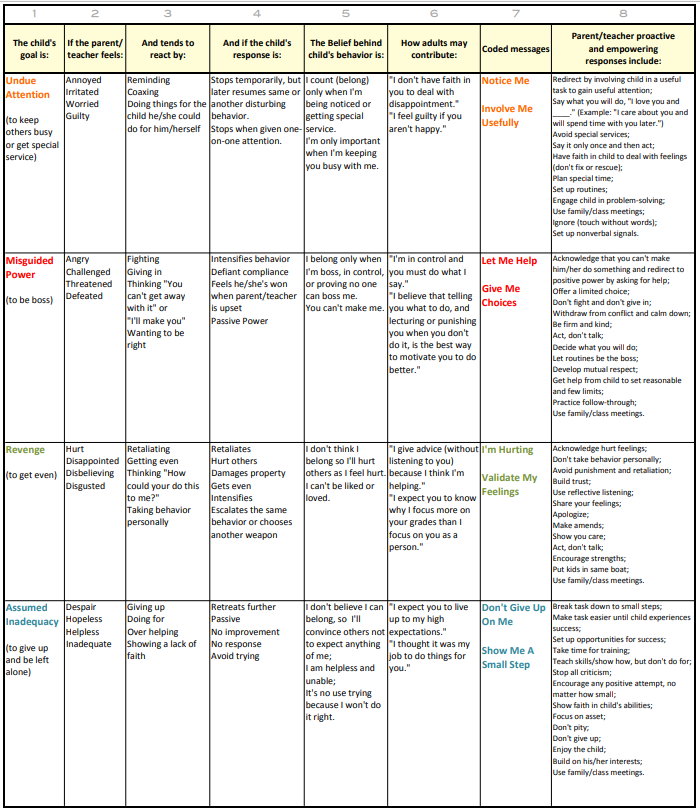 1
2
3
4
5
6
7
8
The child's
goal is:
If the parent/
teacher feels:
And tends to
react by:
And if the child's
response is:
The Belief behind
child's behavior is:
How adults may
contribute:
Coded messages
Parent/teacher proactive
and empowering
responses include:
Undue
Attention
(to keep
others busy
or get special
service)
Annoyed
Irritated
Worried
Guilty
Reminding
Coaxing
Doing things for the
child he/she could
do for him/herself
Stops temporarily, but
later resumes same or
another disturbing
behavior.
Stops when given one-
on-one attention.
I count (belong)
only when I'm
being noticed or
getting special
service.
I'm only important
when I'm keeping
you busy with me.
"I don't have faith in
you to deal with
disappointment."
"I feel guilty if you
aren't happy."
Notice Me
Involve Me
Usefully
Redirect by involving child in a useful
task to gain useful attention;
Say what you will do, "I love you and
____." (Example: "I care about you and
will spend time with you later.")
Avoid special services;
Say it only once and then act;
Have faith in child to deal with feelings
(don't fix or rescue);
Plan special time;
Set up routines;
Engage child in problem-solving;
Use family/class meetings;
Ignore (touch without words);
Set up nonverbal signals.
Misguided
Power
(to be boss)
Angry
Challenged
Threatened
Defeated
Fighting
Giving in
Thinking "You
can't get away
with it" or
"I'll make you"
Wanting to be
right
Intensifies behavior
Defiant compliance
Feels he/she's won
when parent/teacher
is upset
Passive Power
I belong only when
I'm boss, in control,
or proving no one
can boss me.
You can't make me.
"I'm in control and
you must do what I
say."
"I believe that telling
you what to do, and
lecturing or punishing
you when you don't
do it, is the best way
to motivate you to do
better."
Let Me Help
Give Me
Choices
Acknowledge that you can't make
him/her do something and redirect to
positive power by asking for help;
Offer a limited choice;
Don't fight and don't give in;
Withdraw from conflict and calm down;
Be firm and kind;
Act, don't talk;
Decide what you will do;
Let routines be the boss;
Develop mutual respect;
Get help from child to set reasonable
and few limits;
Practice follow-through;
Use family/class meetings.
Revenge
(to get even)
Hurt
Disappointed
Disbelieving
Disgusted
Retaliating
Getting even
Thinking "How
could your do this
to me?"
Taking behavior
personally
Retaliates
Hurt others
Damages property
Gets even
Intensifies
Escalates the same
behavior or chooses
another weapon
I don't think I
belong so I'll hurt
others as I feel hurt.
I can't be liked or
loved.
"I give advice (without
listening to you)
because I think I'm
helping."
"I expect you to know
why I focus more on
your grades than I
focus on you as a
person."
I'm Hurting
Validate My
Feelings
Acknowledge hurt feelings;
Don't take behavior personally;
Avoid punishment and retaliation;
Build trust;
Use reflective listening;
Share your feelings;
Apologize;
Make amends;
Show you care;
Act, don't talk;
Encourage strengths;
Put kids in same boat;
Use family/class meetings.
Assumed
Inadequacy
(to give up
and be left
alone)
Despair
Hopeless
Helpless
Inadequate
Giving up
Doing for
Over helping
Showing a lack of
faith
Retreats further
Passive
No improvement
No response
Avoid trying
I don't believe I can
belong, so I'll
convince others not
to expect anything
of me;
I am helpless and
unable;
It's no use trying
because I won't do
it right.
"I expect you to live
up to my high
expectations."
"I thought it was my
job to do things for
you."
Don't Give Up
On Me
Show Me A
Small Step
Break task down to small steps;
Make task easier until child experiences
success;
Set up opportunities for success;
Take time for training;
Teach skills/show how, but don't do for;
Stop all criticism;
Encourage any positive attempt, no
matter how small;
Show faith in child's abilities;
Focus on asset;
Don't pity;
Don't give up;
Enjoy the child;
Build on his/her interests;
Use family/class meetings.